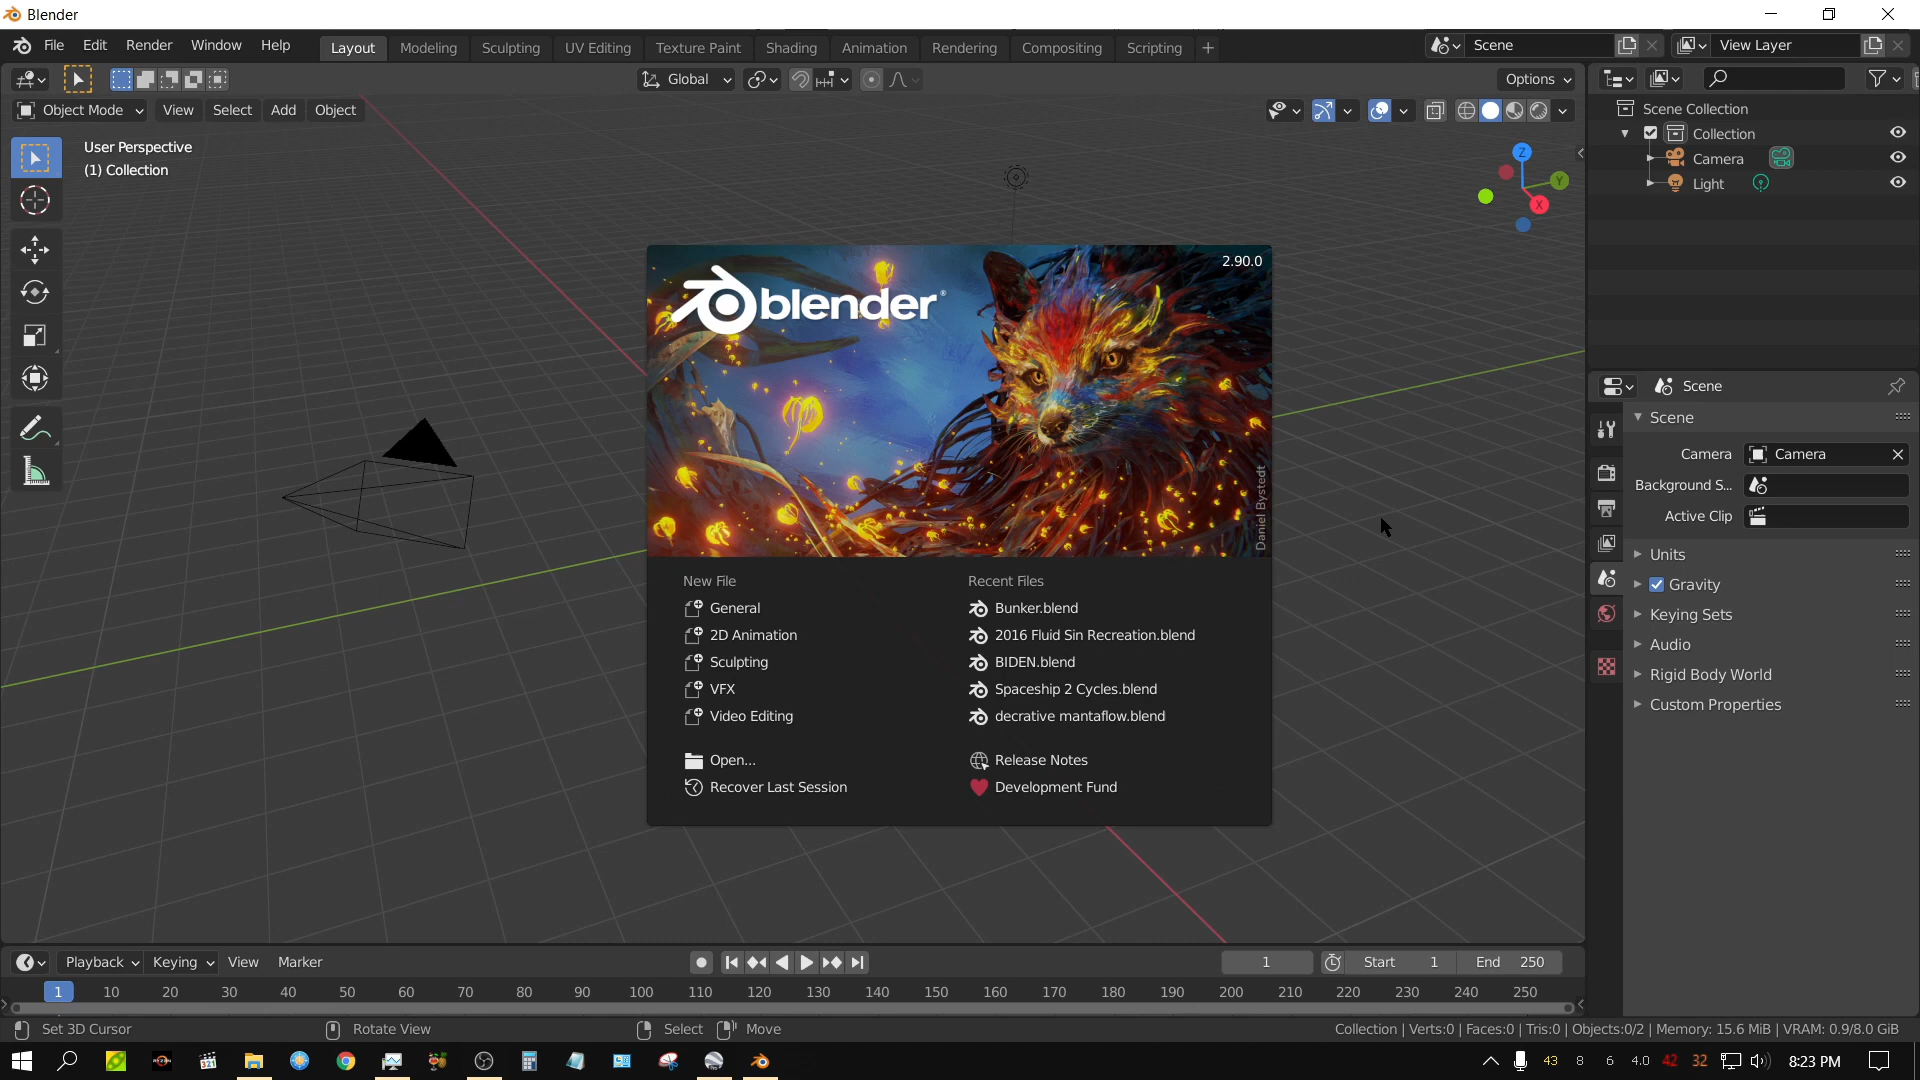 Blender
File Edit Render Window Help Layout Modeling Sculpting UV Editing Texture Paint Shading Animation Rendering Compositing Scripting + Scene View Layer
Global Options
Object Mode View Select Add Object
User Perspective
(1) Collection
Z
Y
X
Scene Collection
Collection
Camera
Light
2.90.0
blender
Daniel Bystedt
New File
General
2D Animation
Sculpting
VFX
Video Editing
Open...
Recover Last Session
Recent Files
Bunker.blend
2016 Fluid Sin Recreation.blend
BIDEN.blend
Spaceship 2 Cycles.blend
decrative mantaflow.blend
Release Notes
Development Fund
Scene
Scene
Camera Camera
Background S...
Active Clip
Units
Gravity
Keying Sets
Audio
Rigid Body World
Custom Properties
Playback Keying View Marker 1 Start 1 End 250
1 10 20 30 40 50 60 70 80 90 100 110 120 130 140 150 160 170 180 190 200 210 220 230 240 250
Set 3D Cursor Rotate View Select Move Collection | Verts:0 | Faces:0 | Tris:0 | Objects:0/2 | Memory: 15.6 MiB | VRAM: 0.9/8.0 GiB
321 43 8 6 4.0 42 32 8:23 PM